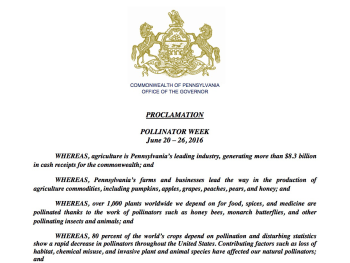 COMMONWEALTH OF PENNSYLVANIA
OFFICE OF THE GOVERNOR
PROCLAMATION
POLLINATOR WEEK
June 20 – 26, 2016
WHEREAS, agriculture is Pennsylvania's leading industry, generating more than $8.3 billion
in cash receipts for the commonwealth; and
WHEREAS, Pennsylvania's farms and businesses lead the way in the production of
agriculture commodities, including pumpkins, apples, grapes, peaches, pears, and honey; and
WHEREAS, over 1,000 plants worldwide we depend on for food, spices, and medicine are
pollinated thanks to the work of pollinators such as honey bees, monarch butterflies, and other
pollinating insects and animals; and
WHEREAS, 80 percent of the world's crops depend on pollination and disturbing statistics
show a rapid decrease in pollinators throughout the United States. Contributing factors such as loss of
habitat, chemical misuse, and invasive plant and animal species have affected our natural pollinators;
and